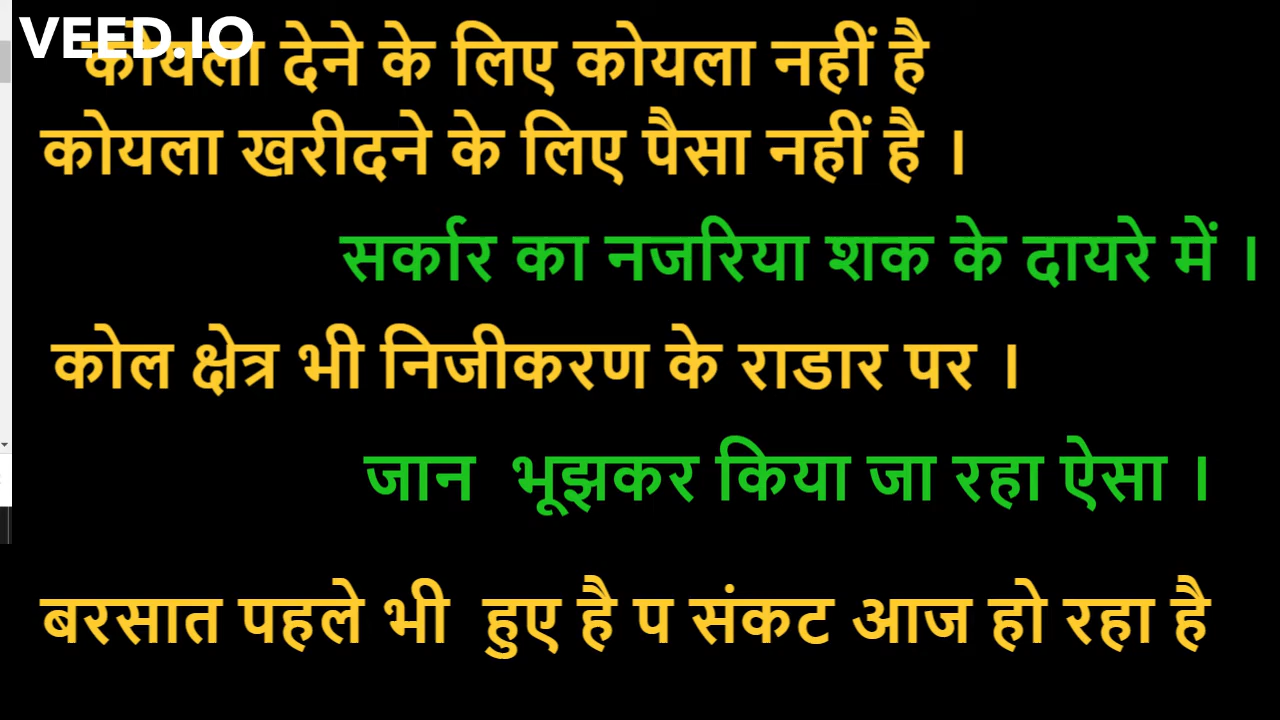 VEED.IO
कोयला देने के लिए कोयला नहीं है
कोयला खरीदने के लिए पैसा नहीं है ।
सर्कार का नजरिया शक के दायरे में ।
कोल क्षेत्र भी निजीकरण के राडार पर ।
जान भूझकर किया जा रहा ऐसा ।
बरसात पहले भी हुए है प संकट आज हो रहा है